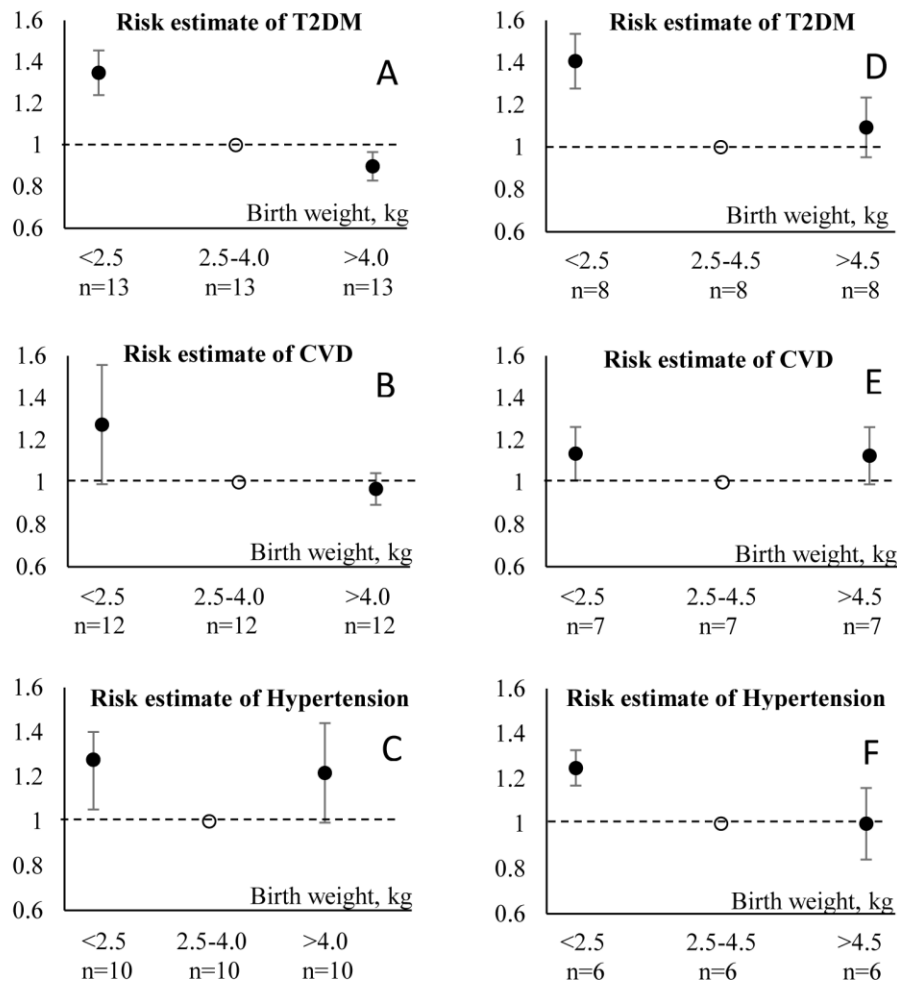 Risk estimate of T2DM
A
1.6
1.4
1.2
1
0.8
0.6
Birth weight, kg
<2.5 2.5-4.0 >4.0
n=13 n=13 n=13
Risk estimate of T2DM
D
1.6
1.4
1.2
1
0.8
0.6
Birth weight, kg
<2.5 2.5-4.5 >4.5
n=8 n=8 n=8
Risk estimate of CVD
B
1.6
1.4
1.2
1
0.8
0.6
Birth weight, kg
<2.5 2.5-4.0 >4.0
n=12 n=12 n=12
Risk estimate of CVD
E
1.6
1.4
1.2
1
0.8
0.6
Birth weight, kg
<2.5 2.5-4.5 >4.5
n=7 n=7 n=7
Risk estimate of Hypertension
C
1.6
1.4
1.2
1
0.8
0.6
Birth weight, kg
<2.5 2.5-4.0 >4.0
n=10 n=10 n=10
Risk estimate of Hypertension
F
1.6
1.4
1.2
1
0.8
0.6
Birth weight, kg
<2.5 2.5-4.5 >4.5
n=6 n=6 n=6